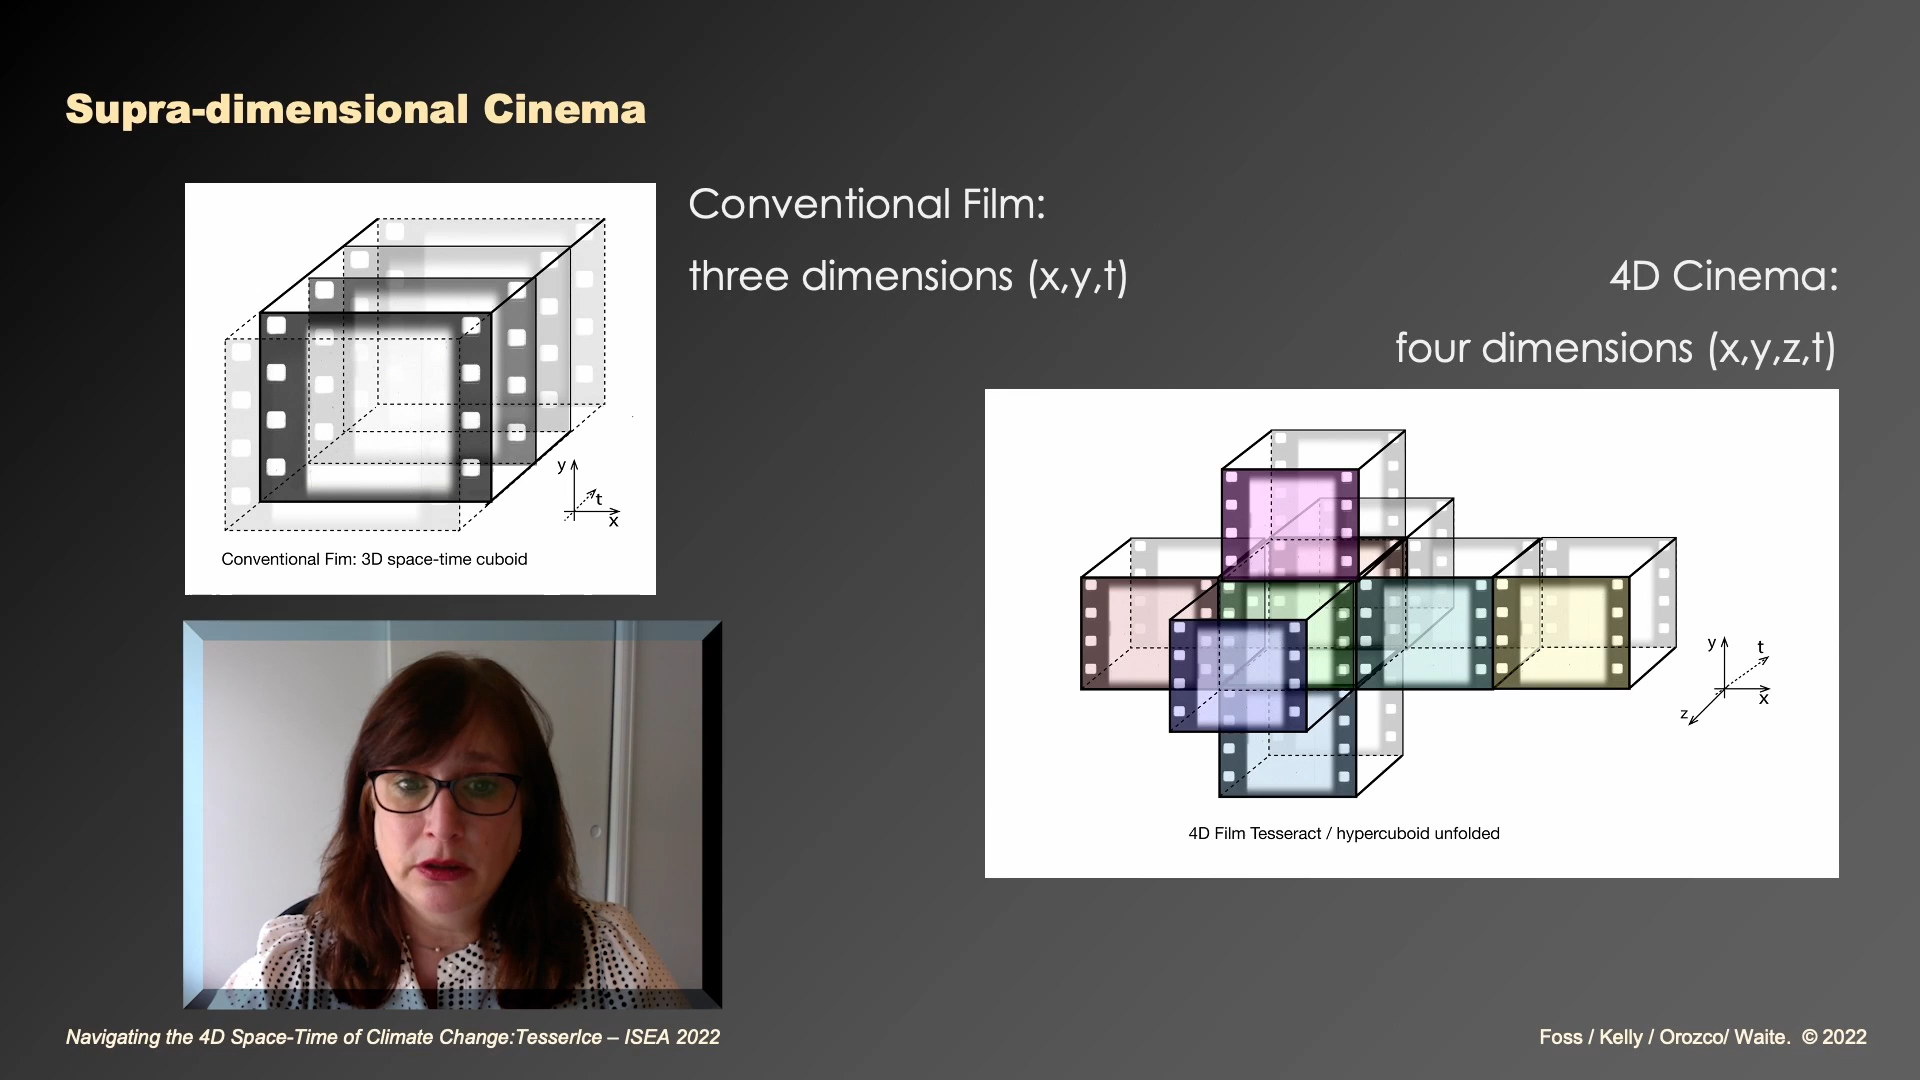 Supra-dimensional Cinema
Conventional Film:
three dimensions (x,y,t)
4D Cinema:
four dimensions (x,y,z,t)
y
t
x
Conventional Fim: 3D space-time cuboid
y
t
x
z
4D Film Tesseract / hypercuboid unfolded
Navigating the 4D Space-Time of Climate Change:TesserIce – ISEA 2022
Foss / Kelly / Orozco/ Waite. © 2022